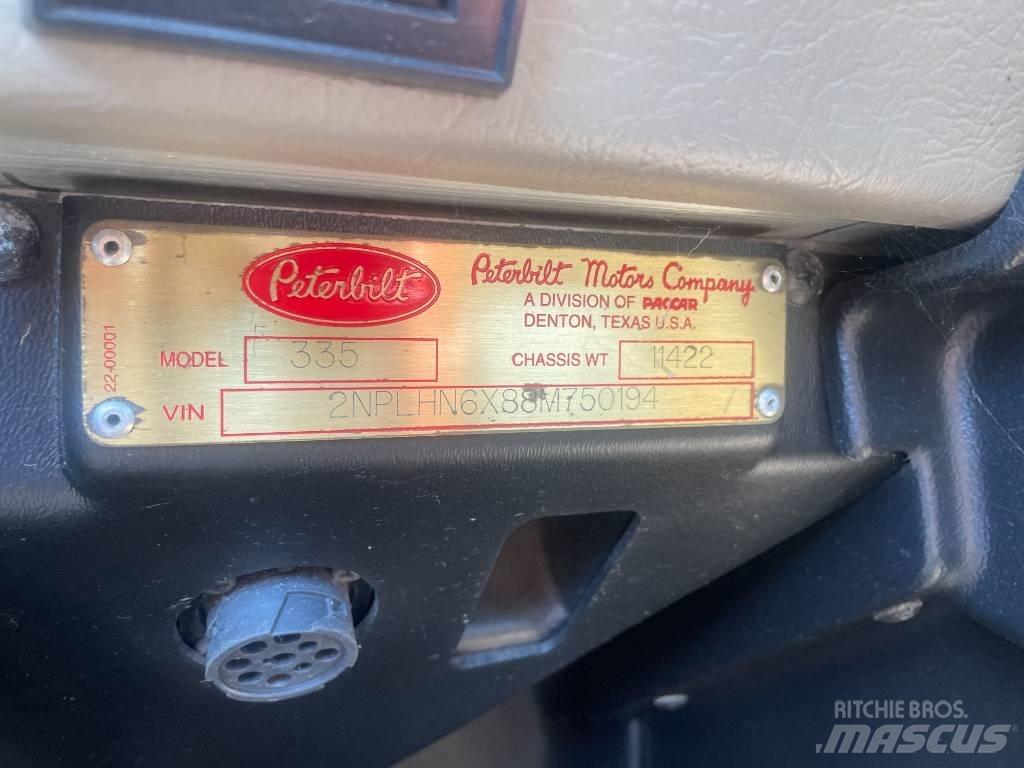 Peterbilt
Peterbilt Motors Company
A DIVISION OF PACCAR
DENTON, TEXAS U.S.A.
22-00001
MODEL 335 CHASSIS WT 11422
VIN 2NPLHN6X88M750194
RITCHIE BROS.
MASCUS